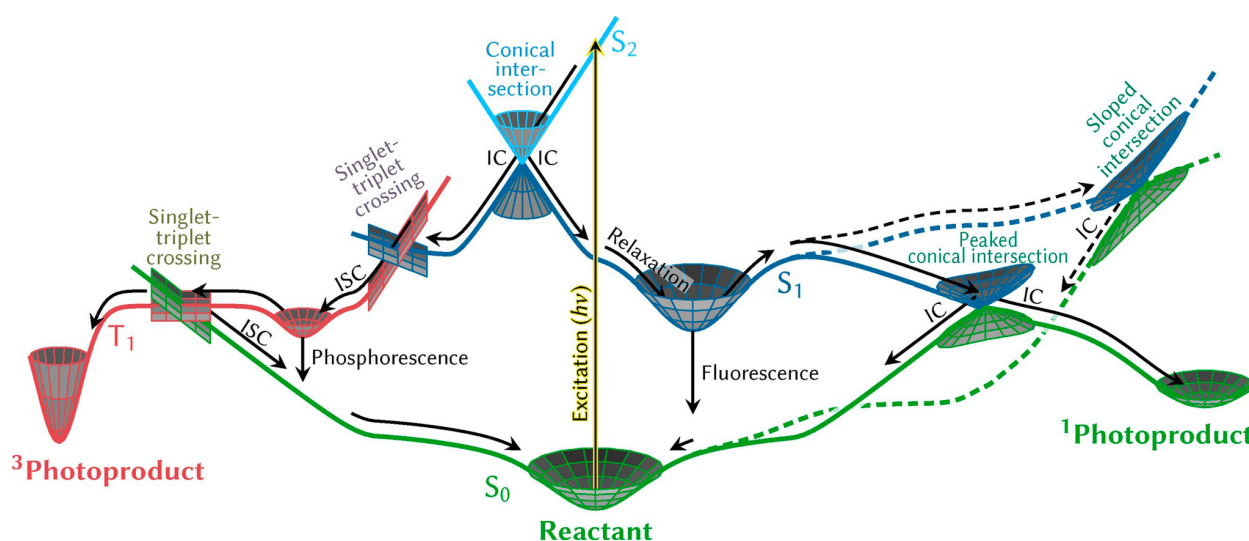 S2
Conical
inter-
section
IC
IC
Singlet-
triplet
crossing
Singlet-
triplet
crossing
ISC
ISC
T1
Phosphorescence
3Photoproduct
Excitation (hν)
Relaxation
S1
Fluorescence
Sloped
conical
intersection
IC
Peaked
conical intersection
IC
IC
1Photoproduct
S0
Reactant